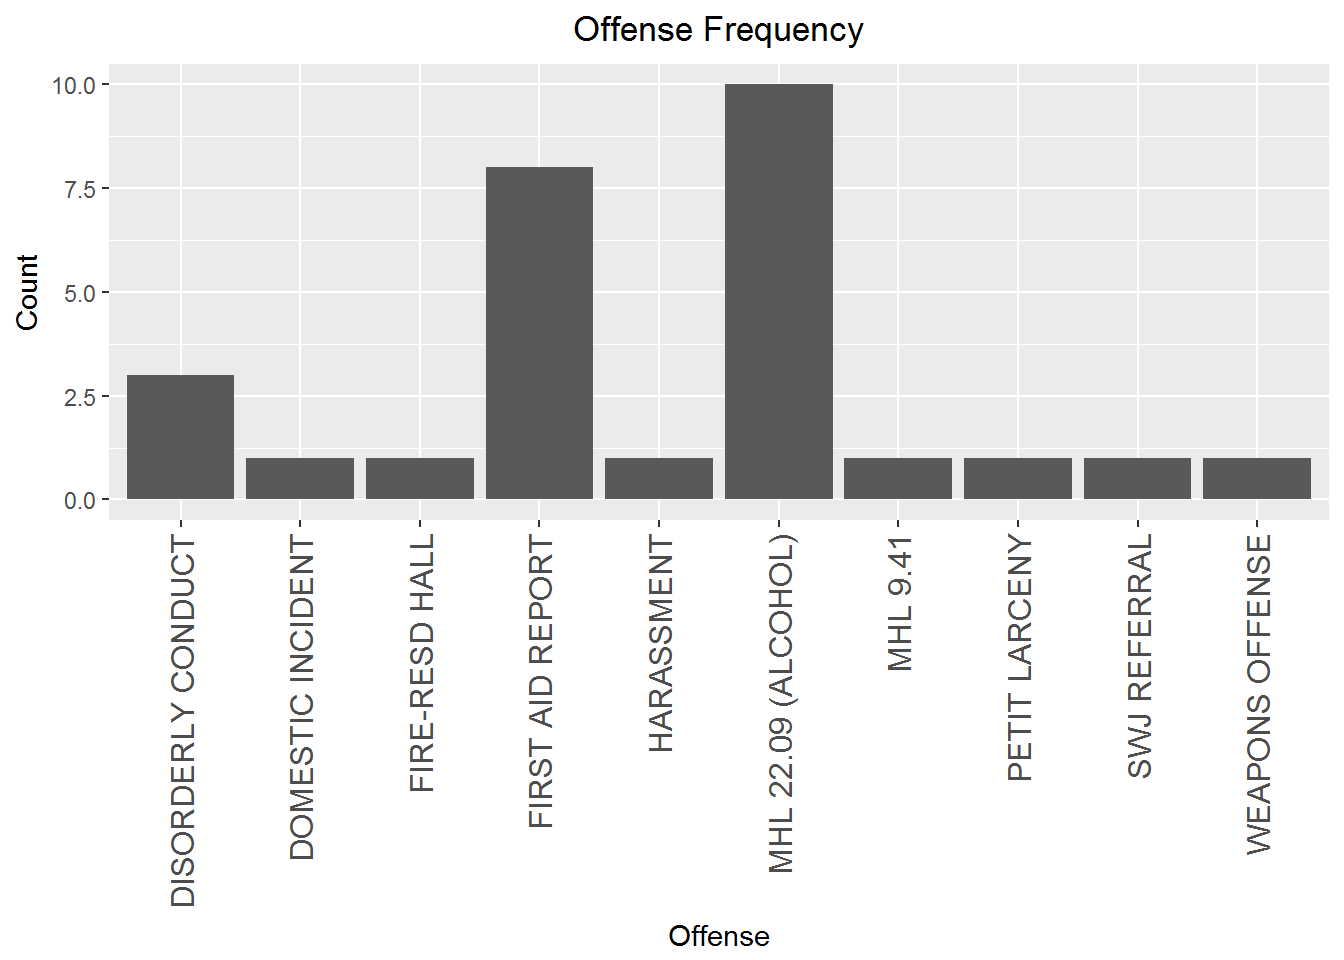 Offense Frequency
10.0
7.5
5.0
2.5
0.0
Count
DISORDERLY CONDUCT
DOMESTIC INCIDENT
FIRE-RESD HALL
FIRST AID REPORT
HARASSMENT
MHL 22.09 (ALCOHOL)
MHL 9.41
PETIT LARCENY
SWJ REFERRAL
WEAPONS OFFENSE
Offense